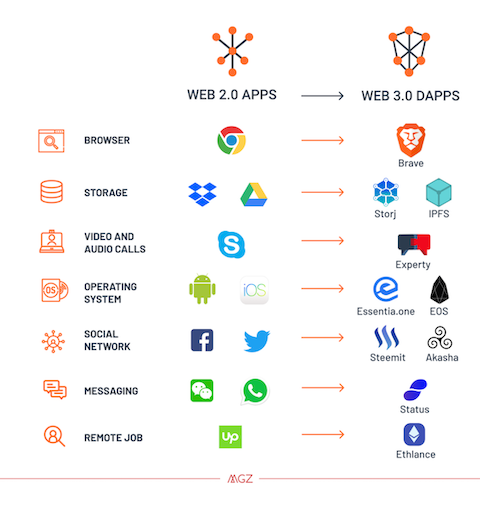 WEB 2.0 APPS
WEB 3.0 DAPPS
BROWSER
Brave
STORAGE
Storj
IPFS
VIDEO AND
AUDIO CALLS
S
Experty
OS
OPERATING
SYSTEM
iOS
Essentia.one
EOS
SOCIAL
NETWORK
f
Steemit
Akasha
MESSAGING
Status
REMOTE JOB
Up
Ethlance
MGZ